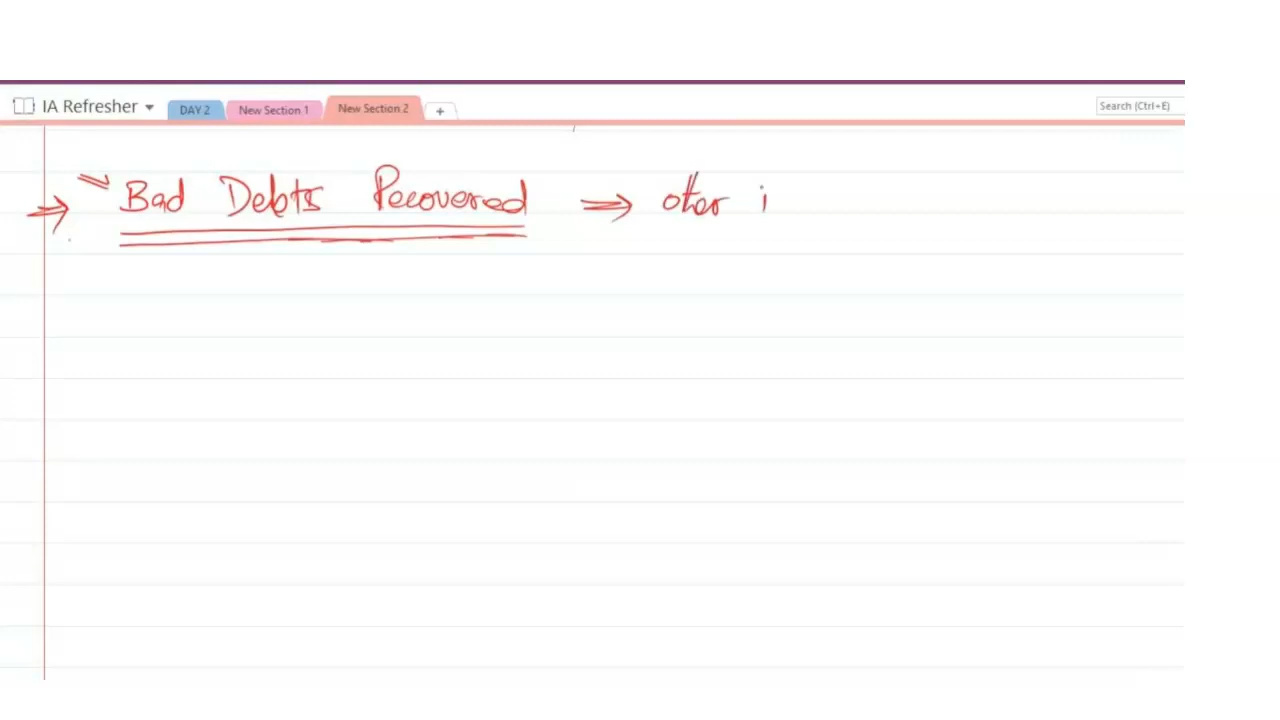 IA Refresher DAY 2 New Section 1 New Section 2 + Search (Ctrl+E)
Bad Debts Recovered ⇒ other i